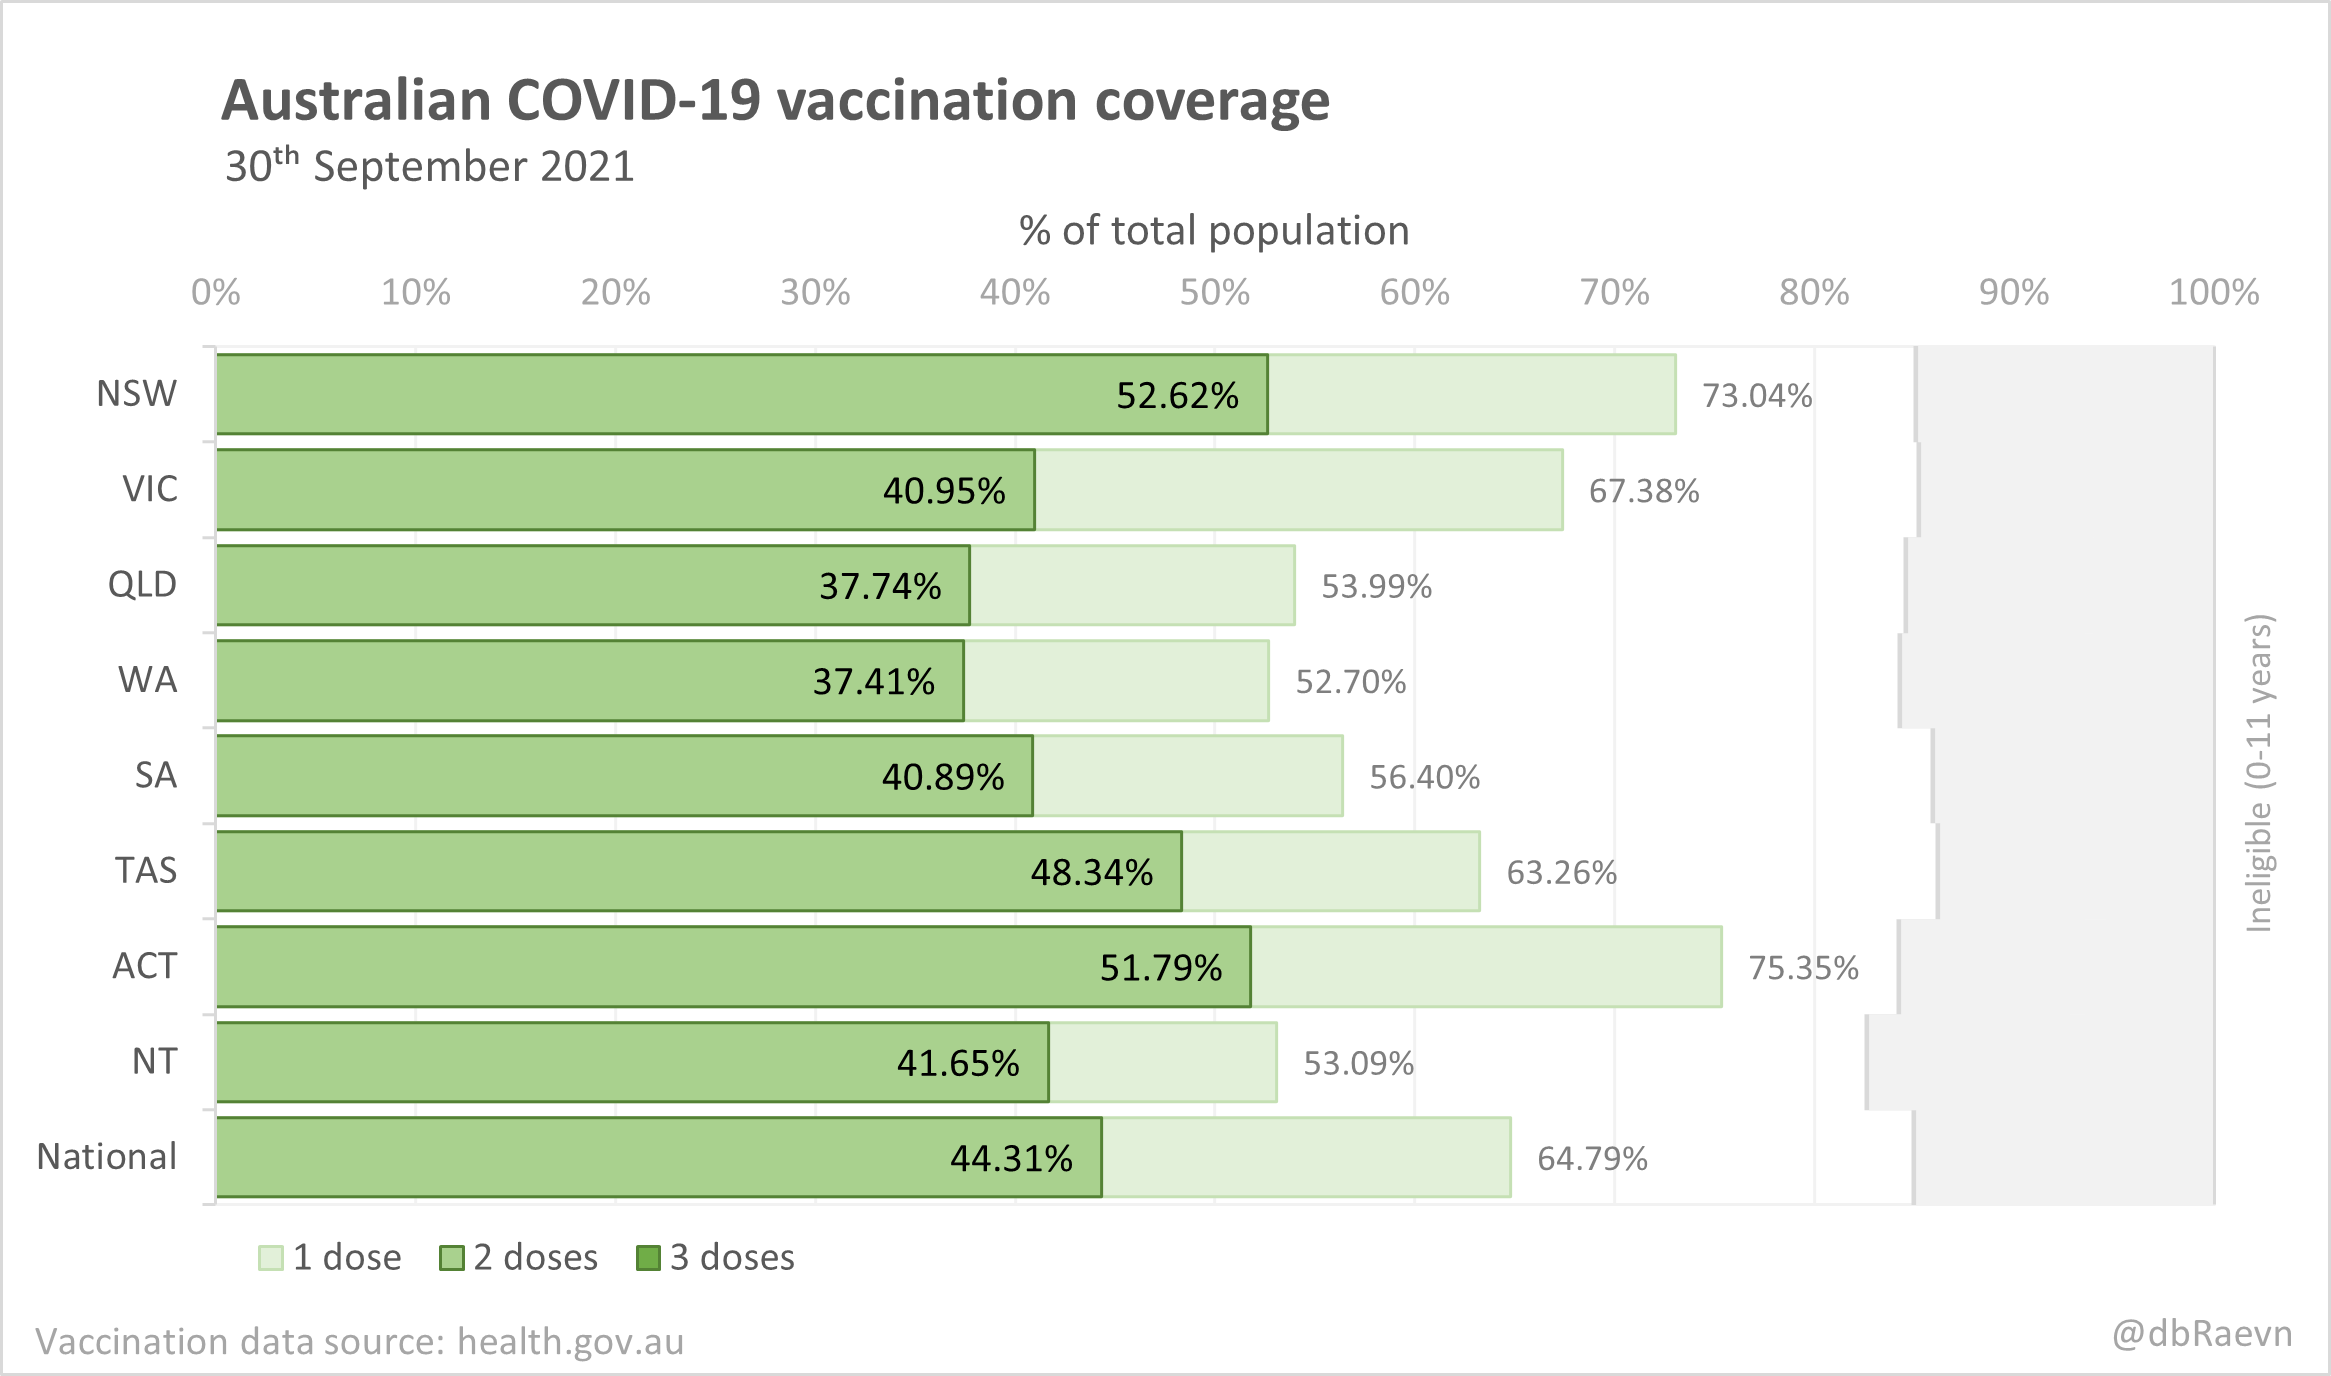 Australian COVID-19 vaccination coverage
30th September 2021
% of total population
0% 10% 20% 30% 40% 50% 60% 70% 80% 90% 100%
NSW 52.62% 73.04%
VIC 40.95% 67.38%
QLD 37.74% 53.99%
WA 37.41% 52.70%
SA 40.89% 56.40%
TAS 48.34% 63.26%
ACT 51.79% 75.35%
NT 41.65% 53.09%
National 44.31% 64.79%
Ineligible (0-11 years)
1 dose 2 doses 3 doses
Vaccination data source: health.gov.au
@dbRaevn